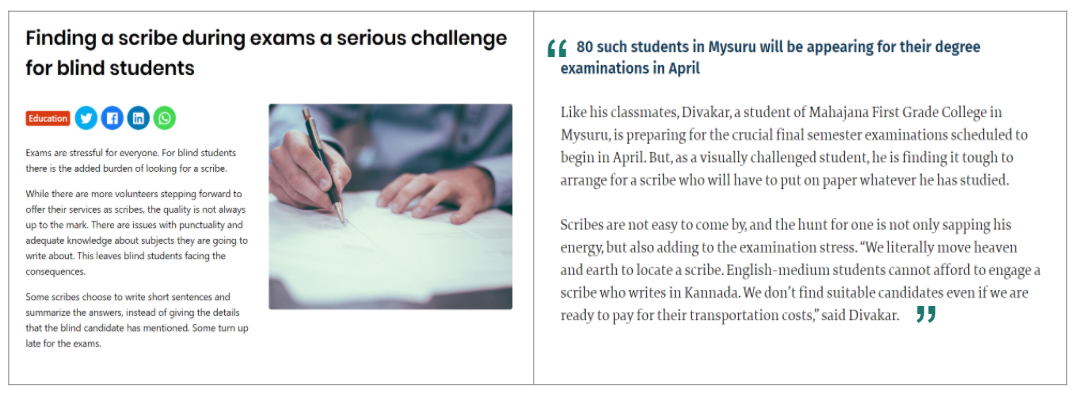 Finding a scribe during exams a serious challenge
for blind students
Education
Exams are stressful for everyone. For blind students
there is the added burden of looking for a scribe.
While there are more volunteers stepping forward to
offer their services as scribes, the quality is not always
up to the mark. There are issues with punctuality and
adequate knowledge about subjects they are going to
write about. This leaves blind students facing the
consequences.
Some scribes choose to write short sentences and
summarize the answers, instead of giving the details
that the blind candidate has mentioned. Some turn up
late for the exams.
“ 80 such students in Mysuru will be appearing for their degree
examinations in April
Like his classmates, Divakar, a student of Mahajana First Grade College in
Mysuru, is preparing for the crucial final semester examinations scheduled to
begin in April. But, as a visually challenged student, he is finding it tough to
arrange for a scribe who will have to put on paper whatever he has studied.
Scribes are not easy to come by, and the hunt for one is not only sapping his
energy, but also adding to the examination stress. “We literally move heaven
and earth to locate a scribe. English-medium students cannot afford to engage a
scribe who writes in Kannada. We don’t find suitable candidates even if we are
ready to pay for their transportation costs,” said Divakar. ”